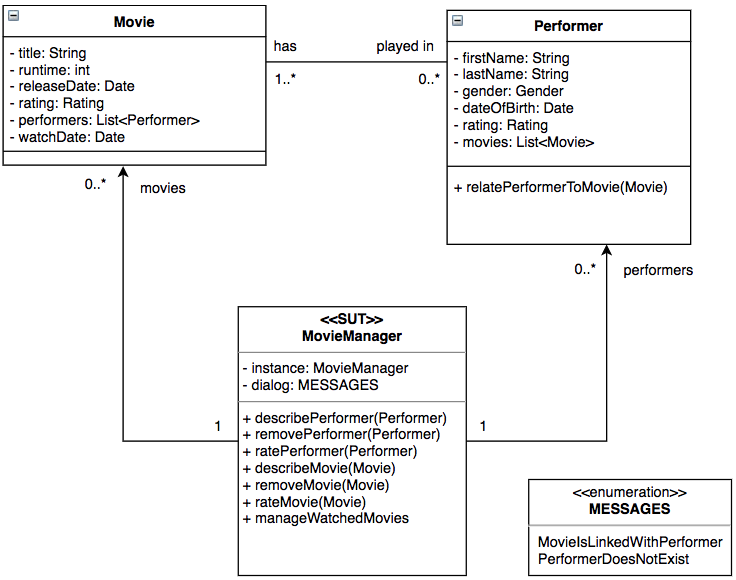 Movie
- title: String
- runtime: int
- releaseDate: Date
- rating: Rating
- performers: List<Performer>
- watchDate: Date
has
played in
1..*
0..*
Performer
- firstName: String
- lastName: String
- gender: Gender
- dateOfBirth: Date
- rating: Rating
- movies: List<Movie>
+ relatePerformerToMovie(Movie)
0..*
movies
0..*
performers
<<SUT>>
MovieManager
- instance: MovieManager
- dialog: MESSAGES
+ describePerformer(Performer)
+ removePerformer(Performer)
+ ratePerformer(Performer)
+ describeMovie(Movie)
+ removeMovie(Movie)
+ rateMovie(Movie)
+ manageWatchedMovies
1
1
<<enumeration>>
MESSAGES
MovieIsLinkedWithPerformer
PerformerDoesNotExist